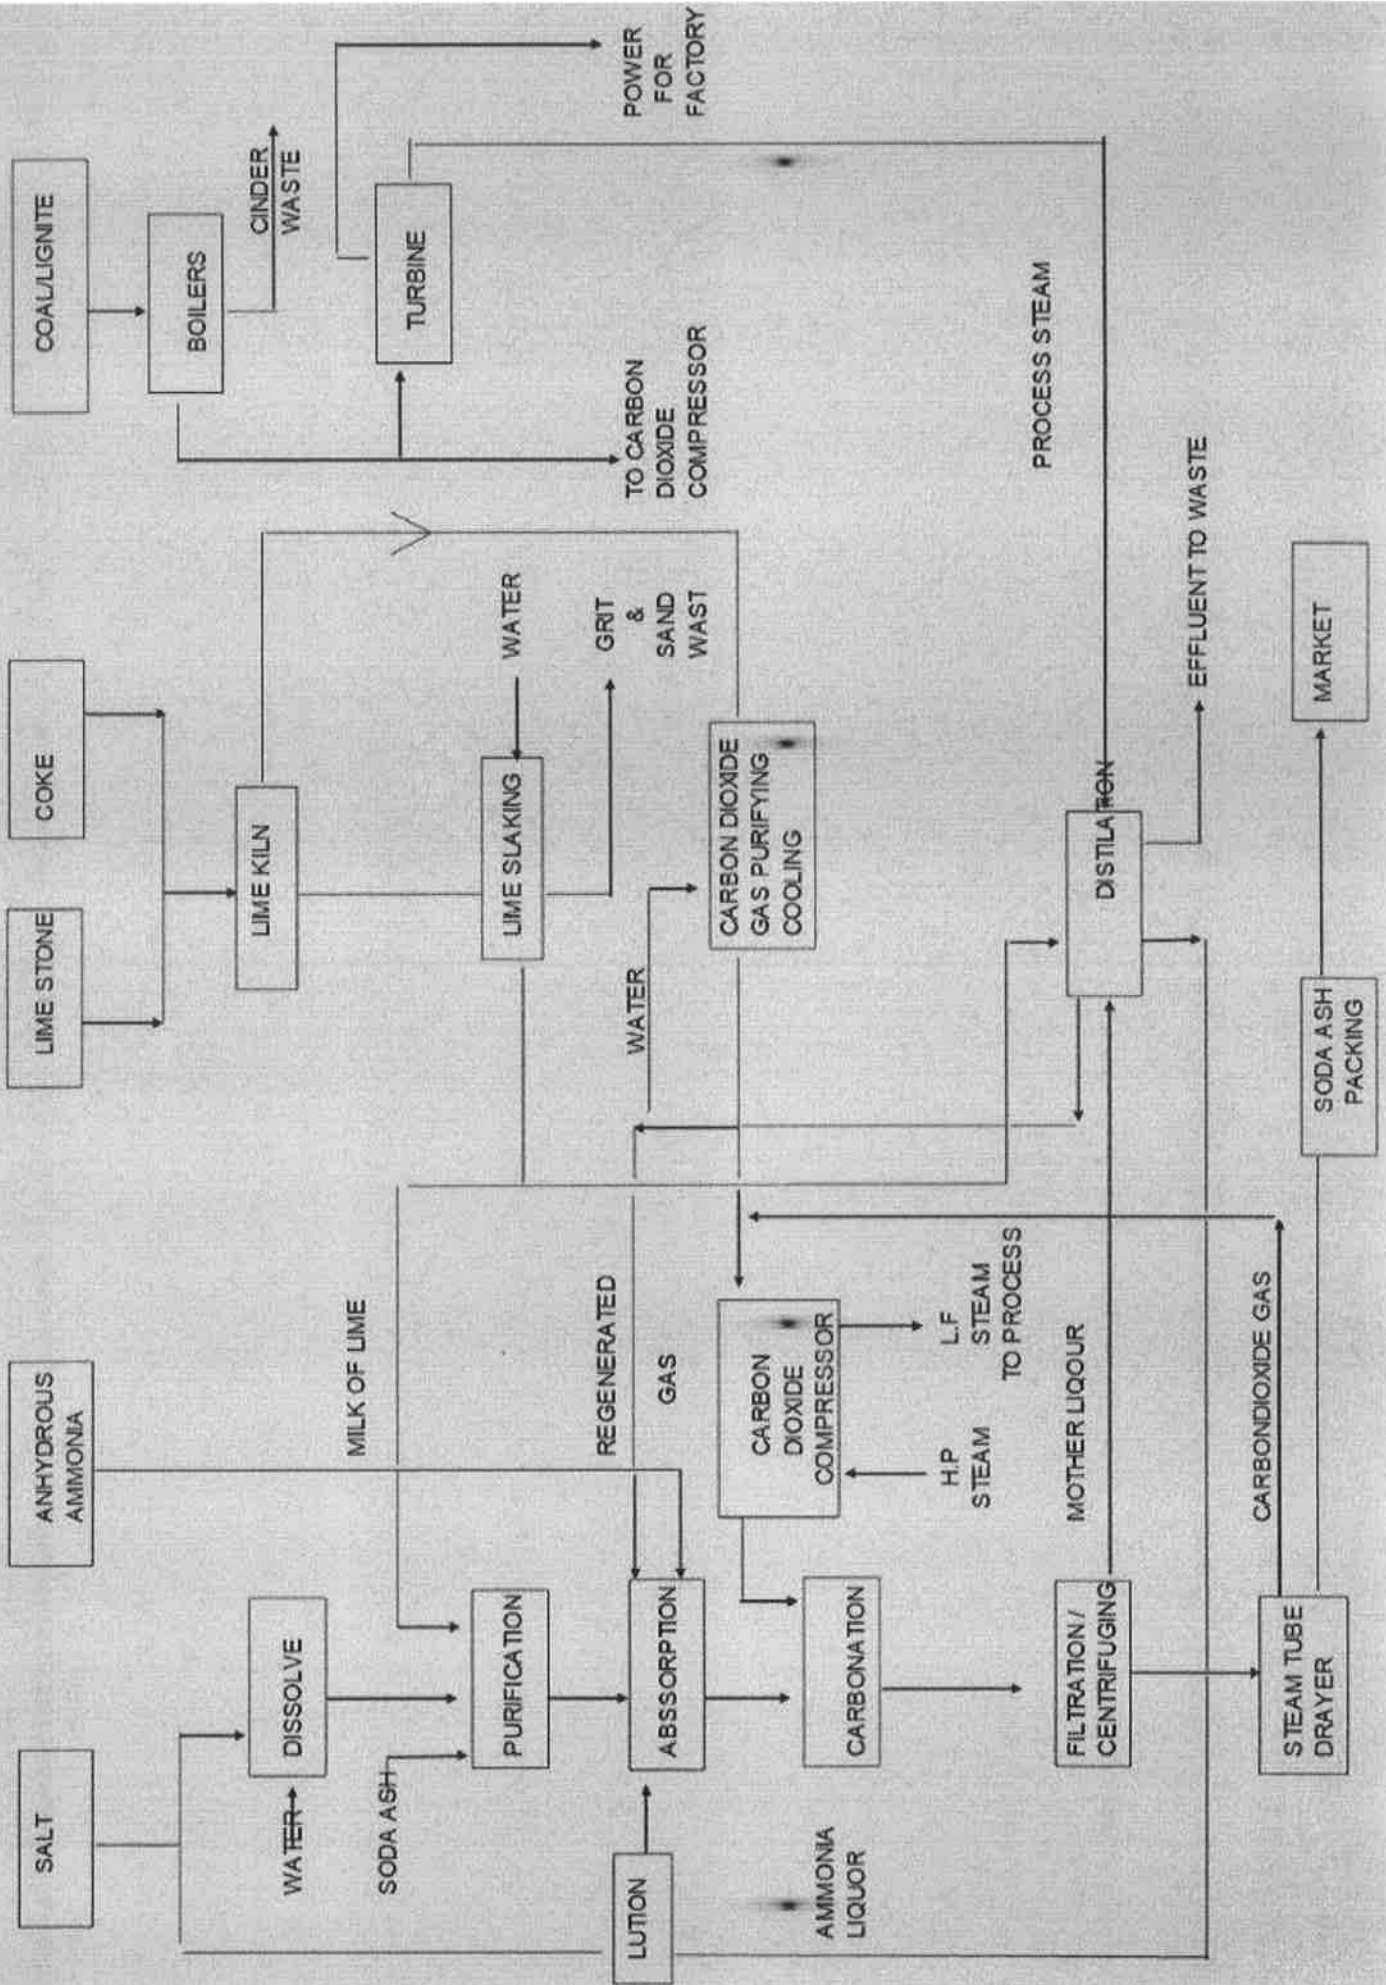 SALT
ANHYDROUS
AMMONIA
LIME STONE
COKE
COAL/LIGNITE
WATER
DISSOLVE
LIME KILN
BOILERS
CINDER
WASTE
SODA ASH
MILK OF LIME
PURIFICATION
LIME SLAKING
WATER
TURBINE
LUTION
ABSSORPTION
REGENERATED
GAS
WATER
GRIT
&
SAND
WAST
TO CARBON
DIOXIDE
COMPRESSOR
POWER
FOR
FACTORY
AMMONIA
LIQUOR
CARBONATION
CARBON
DIOXIDE
COMPRESSOR
CARBON DIOXIDE
GAS PURIFYING
COOLING
H.P
STEAM
L.F
STEAM
TO PROCESS
FILTRATION /
CENTRIFUGING
MOTHER LIQOUR
DISTILATRON
PROCESS STEAM
EFFLUENT TO WASTE
STEAM TUBE
DRAYER
CARBONDIOXIDE GAS
SODA ASH
PACKING
MARKET